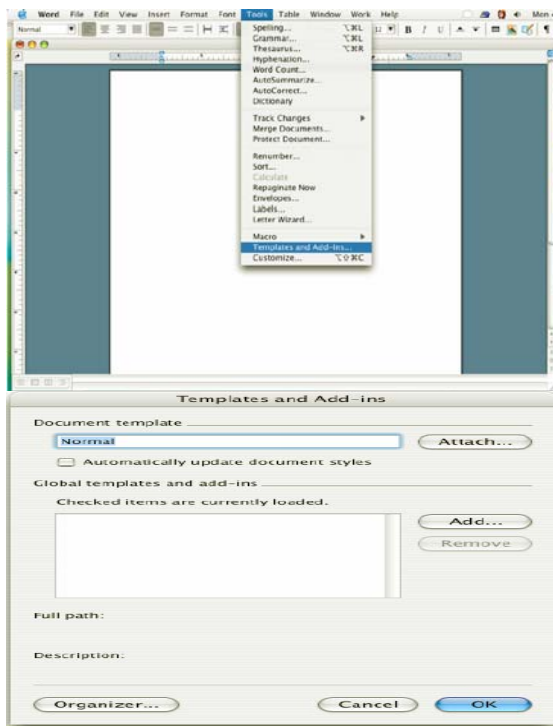 Word File Edit View Insert Format Font Tools Table Window Work Help Mon
Normal B I U
Spelling... ⌥⌘L
Grammar... ⌥⌘L
Thesaurus... ⌥⌘R
Hyphenation...
Word Count...
AutoSummarize...
AutoCorrect...
Dictionary
Track Changes
Merge Documents...
Protect Document...
Renumber...
Sort...
Calculate
Repaginate Now
Envelopes...
Labels...
Letter Wizard...
Macro
Templates and Add-Ins...
Customize... ⌥⇧⌘C
Templates and Add-ins
Document template
Normal Attach...
Automatically update document styles
Global templates and add-ins
Checked items are currently loaded.
Add...
Remove
Full path:
Description:
Organizer... Cancel OK